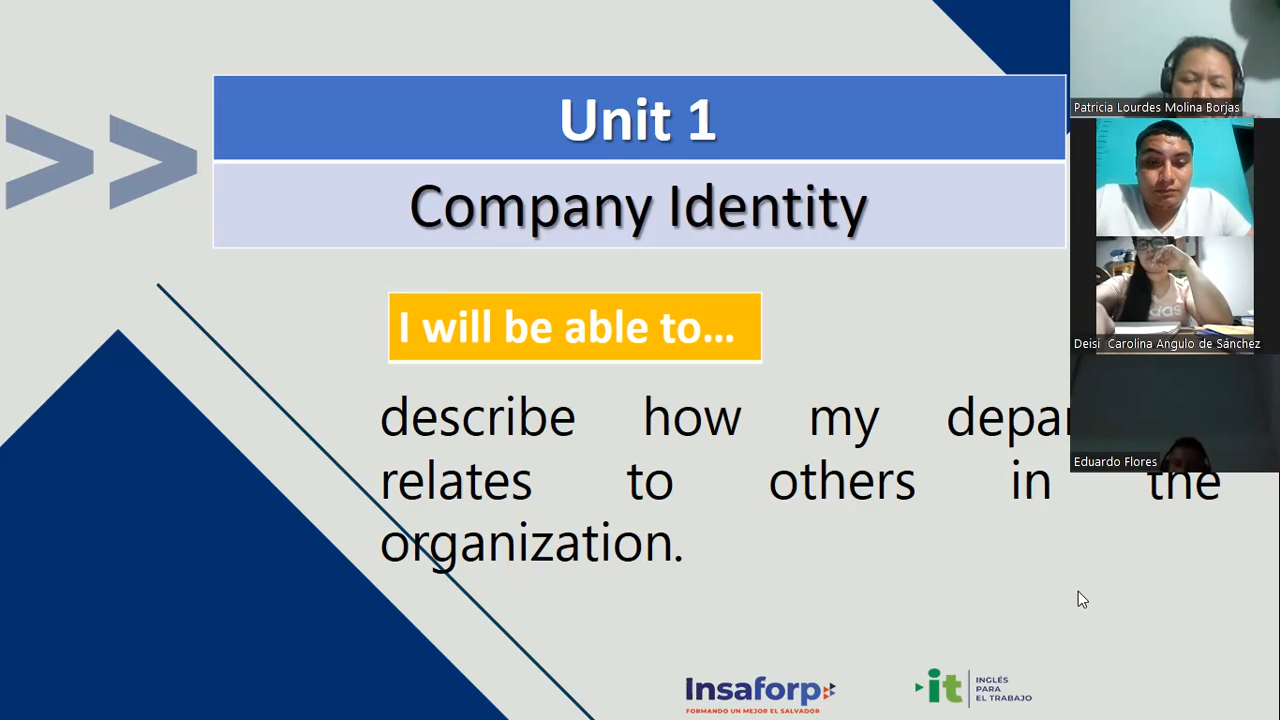 Unit 1
Company Identity
I will be able to...
describe how my depar
relates to others in the
organization.
Insaforp
FORMANDO UN MEJOR EL SALVADOR
it
INGLÉS
PARA
EL TRABAJO
Patricia Lourdes Molina Borjas
Deisi Carolina Angulo de Sánchez
Eduardo Flores